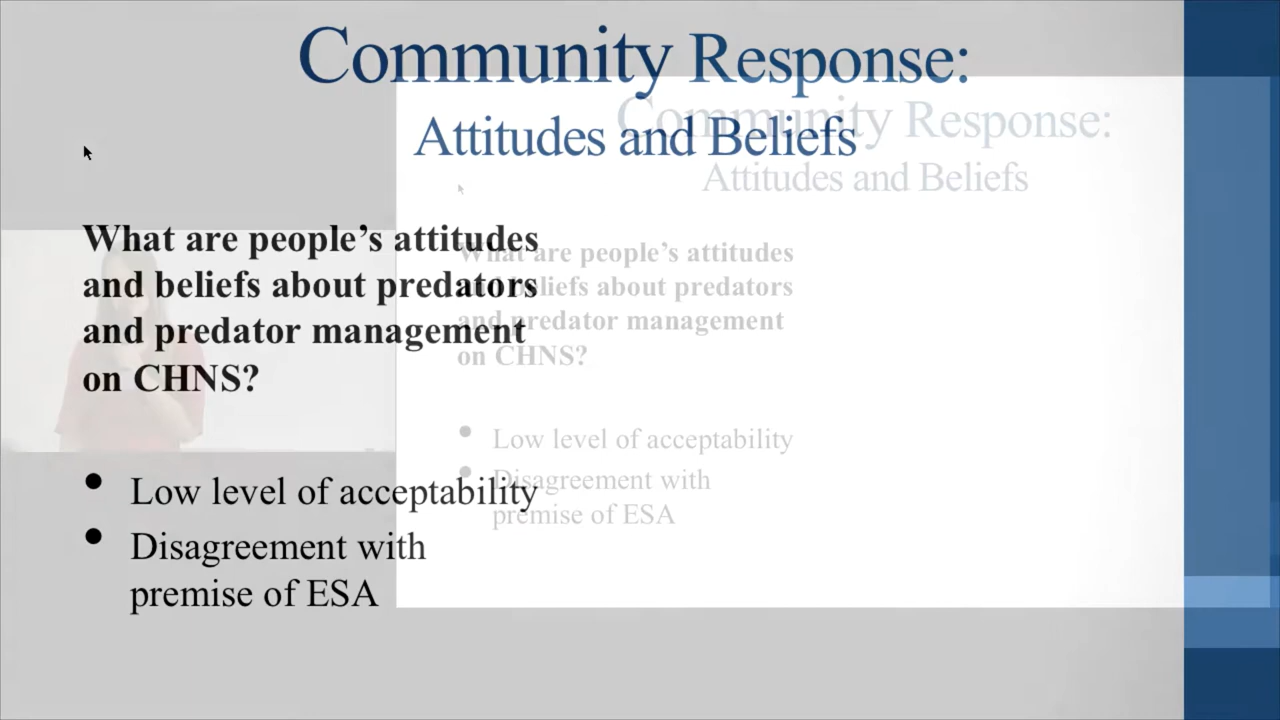 Community Response:
Attitudes and Beliefs
What are people's attitudes
and beliefs about predators
and predator management
on CHNS?
• Low level of acceptability
• Disagreement with
premise of ESA
Community Response:
Attitudes and Beliefs
What are people's attitudes
and beliefs about predators
and predator management
on CHNS?
• Low level of acceptability
• Disagreement with
premise of ESA